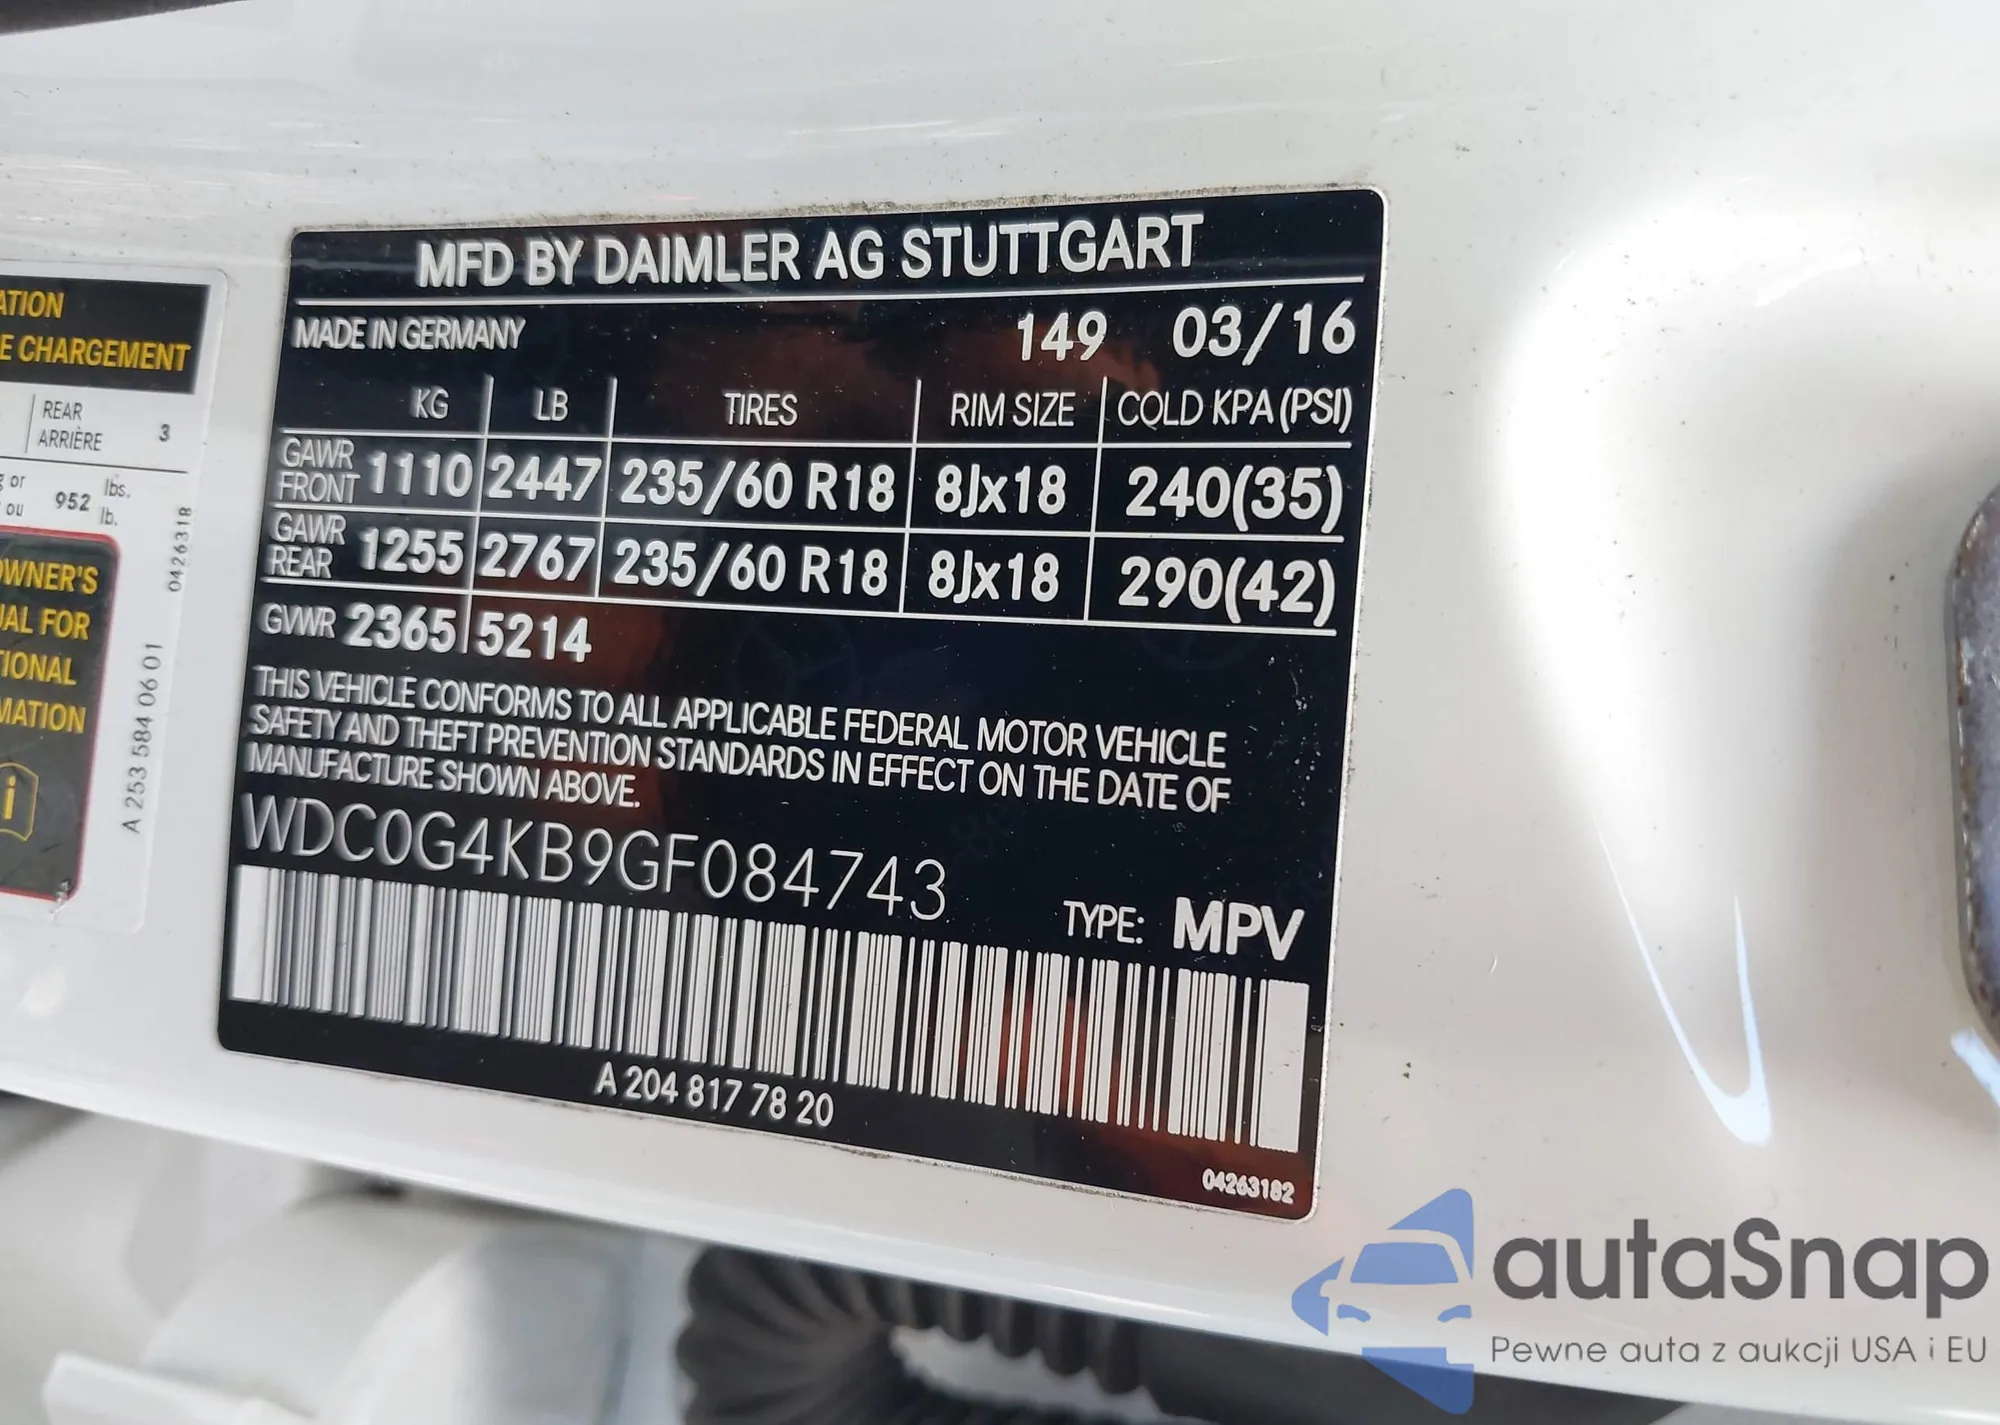 ATION
E CHARGEMENT
REAR
ARRIÈRE 3
or
ou 952 lbs.
lb.
0426318
OWNER'S
UAL FOR
TIONAL
MATION
i
A 253 584 06 01
MFD BY DAIMLER AG STUTTGART
MADE IN GERMANY 149 03/16
KG LB TIRES RIM SIZE COLD KPA (PSI)
GAWR FRONT 1110 2447 235/60 R18 8Jx18 240(35)
GAWR REAR 1255 2767 235/60 R18 8Jx18 290(42)
GVWR 2365 5214
THIS VEHICLE CONFORMS TO ALL APPLICABLE FEDERAL MOTOR VEHICLE
SAFETY AND THEFT PREVENTION STANDARDS IN EFFECT ON THE DATE OF
MANUFACTURE SHOWN ABOVE.
WDC0G4KB9GF084743
TYPE: MPV
A 204 817 78 20
04263182
autaSnap
Pewne auta z aukcji USA i EU